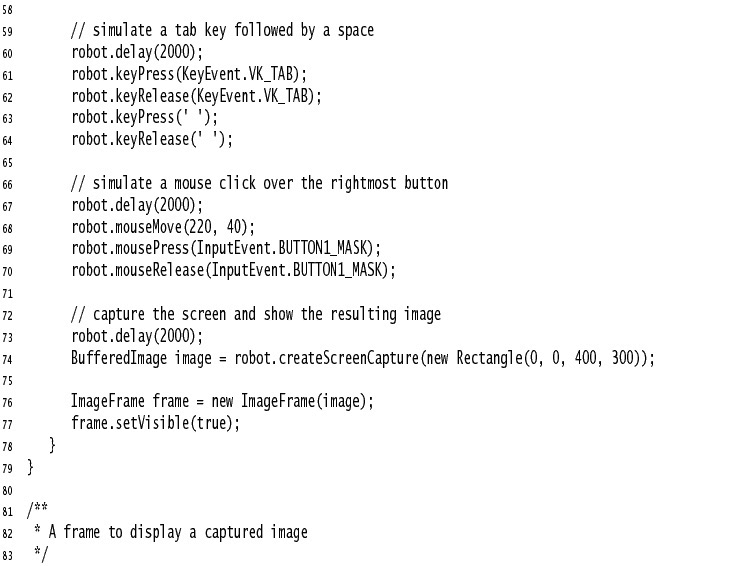 58
59 // simulate a tab key followed by a space
60 robot.delay(2000);
61 robot.keyPress(KeyEvent.VK_TAB);
62 robot.keyRelease(KeyEvent.VK_TAB);
63 robot.keyPress(' ');
64 robot.keyRelease(' ');
65
66 // simulate a mouse click over the rightmost button
67 robot.delay(2000);
68 robot.mouseMove(220, 40);
69 robot.mousePress(InputEvent.BUTTON1_MASK);
70 robot.mouseRelease(InputEvent.BUTTON1_MASK);
71
72 // capture the screen and show the resulting image
73 robot.delay(2000);
74 BufferedImage image = robot.createScreenCapture(new Rectangle(0, 0, 400, 300));
75
76 ImageFrame frame = new ImageFrame(image);
77 frame.setVisible(true);
78 }
79 }
80
81 /**
82 * A frame to display a captured image
83 */